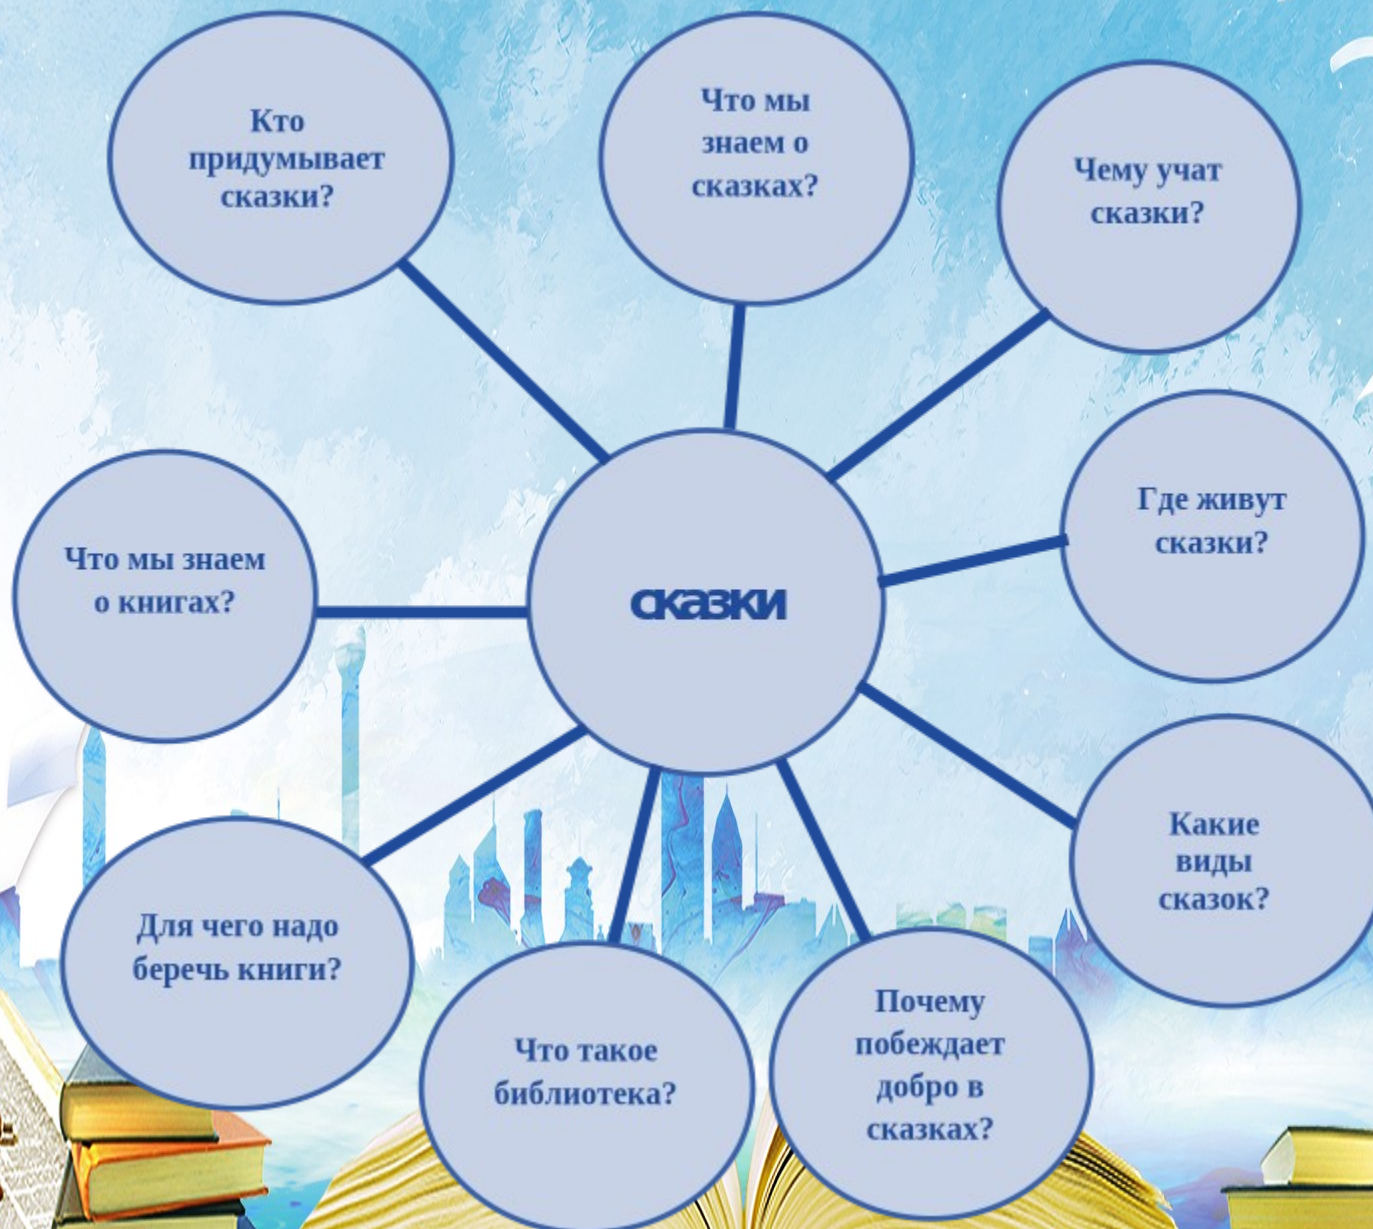 Кто
придумывает
сказки?
Что мы
знаем о
сказках?
Чему учат
сказки?
Где живут
сказки?
Что мы знаем
о книгах?
сказки
Какие
виды
сказок?
Для чего надо
беречь книги?
Что такое
библиотека?
Почему
побеждает
добро в
сказках?